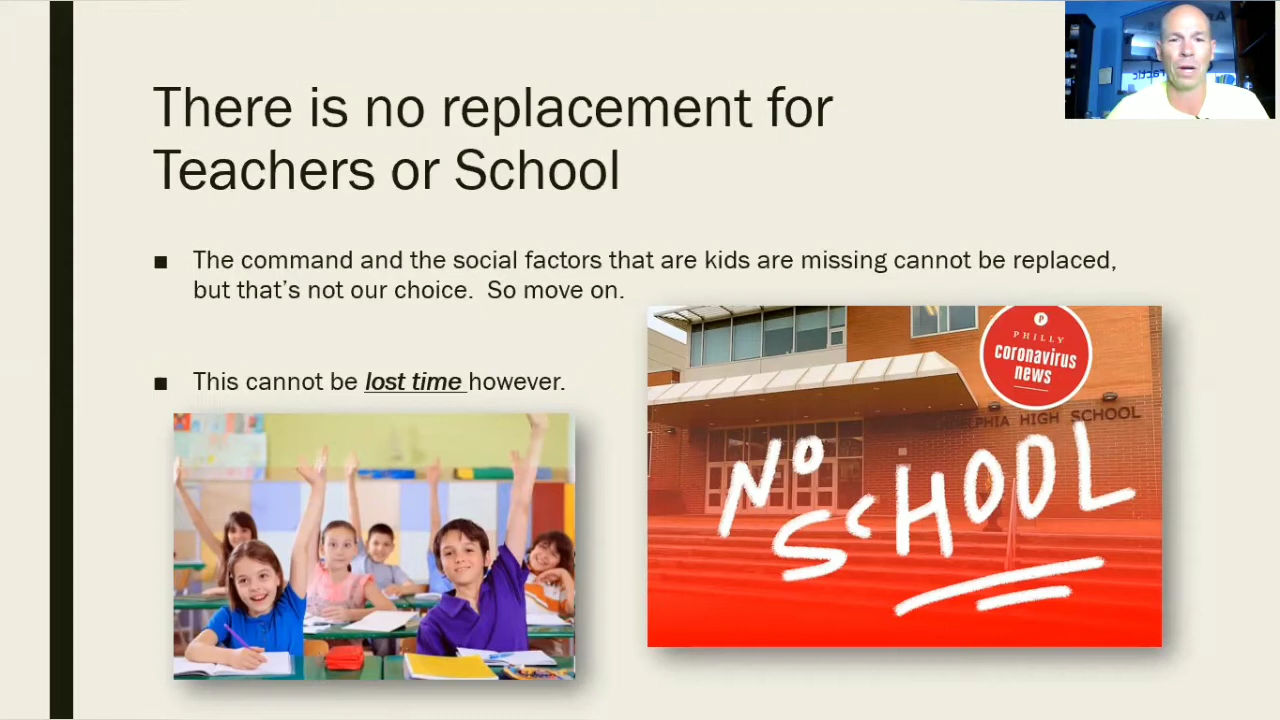 There is no replacement for
Teachers or School
■ The command and the social factors that are kids are missing cannot be replaced,
but that's not our choice.  So move on.
■ This cannot be lost time however.
P
PHILLY
coronavirus
news
DELPHIA HIGH SCHOOL
NO
SCHOOL